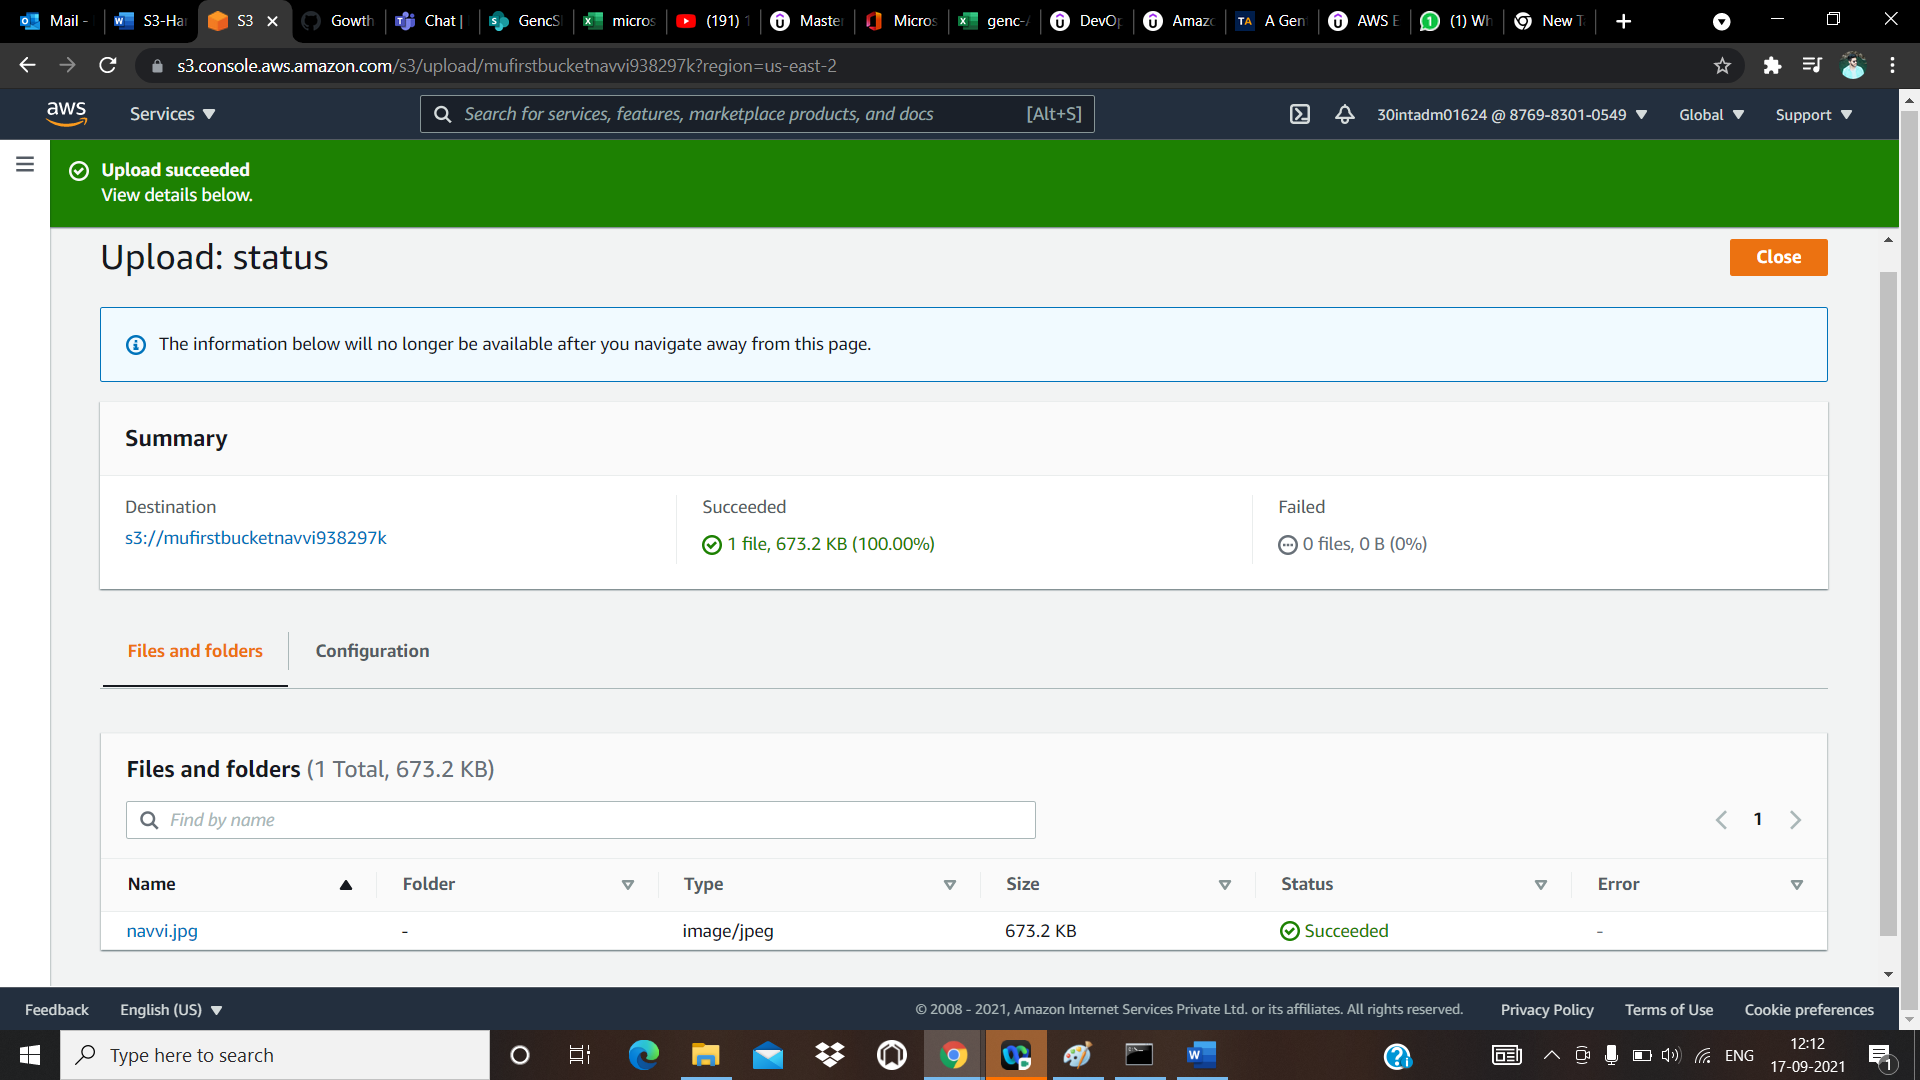 Mail -
S3-Ha
S3
Gowth
Chat |
GencS
micros
(191)
Maste
Micros
genc-
DevOp
Amazo
TA
A Gen
AWS E
(1) Wh
New T
s3.console.aws.amazon.com/s3/upload/mufirstbucketnavvi938297k?region=us-east-2
aws
Services
Search for services, features, marketplace products, and docs
[Alt+S]
30intadm01624 @ 8769-8301-0549
Global
Support
Upload succeeded
View details below.
Upload: status
Close
The information below will no longer be available after you navigate away from this page.
Summary
Destination
s3://mufirstbucketnavvi938297k
Succeeded
1 file, 673.2 KB (100.00%)
Failed
0 files, 0 B (0%)
Files and folders
Configuration
Files and folders (1 Total, 673.2 KB)
Find by name
1
Name
Folder
Type
Size
Status
Error
navvi.jpg
-
image/jpeg
673.2 KB
Succeeded
-
Feedback
English (US)
© 2008 - 2021, Amazon Internet Services Private Ltd. or its affiliates. All rights reserved.
Privacy Policy
Terms of Use
Cookie preferences
Type here to search
ENG
12:12
17-09-2021
1